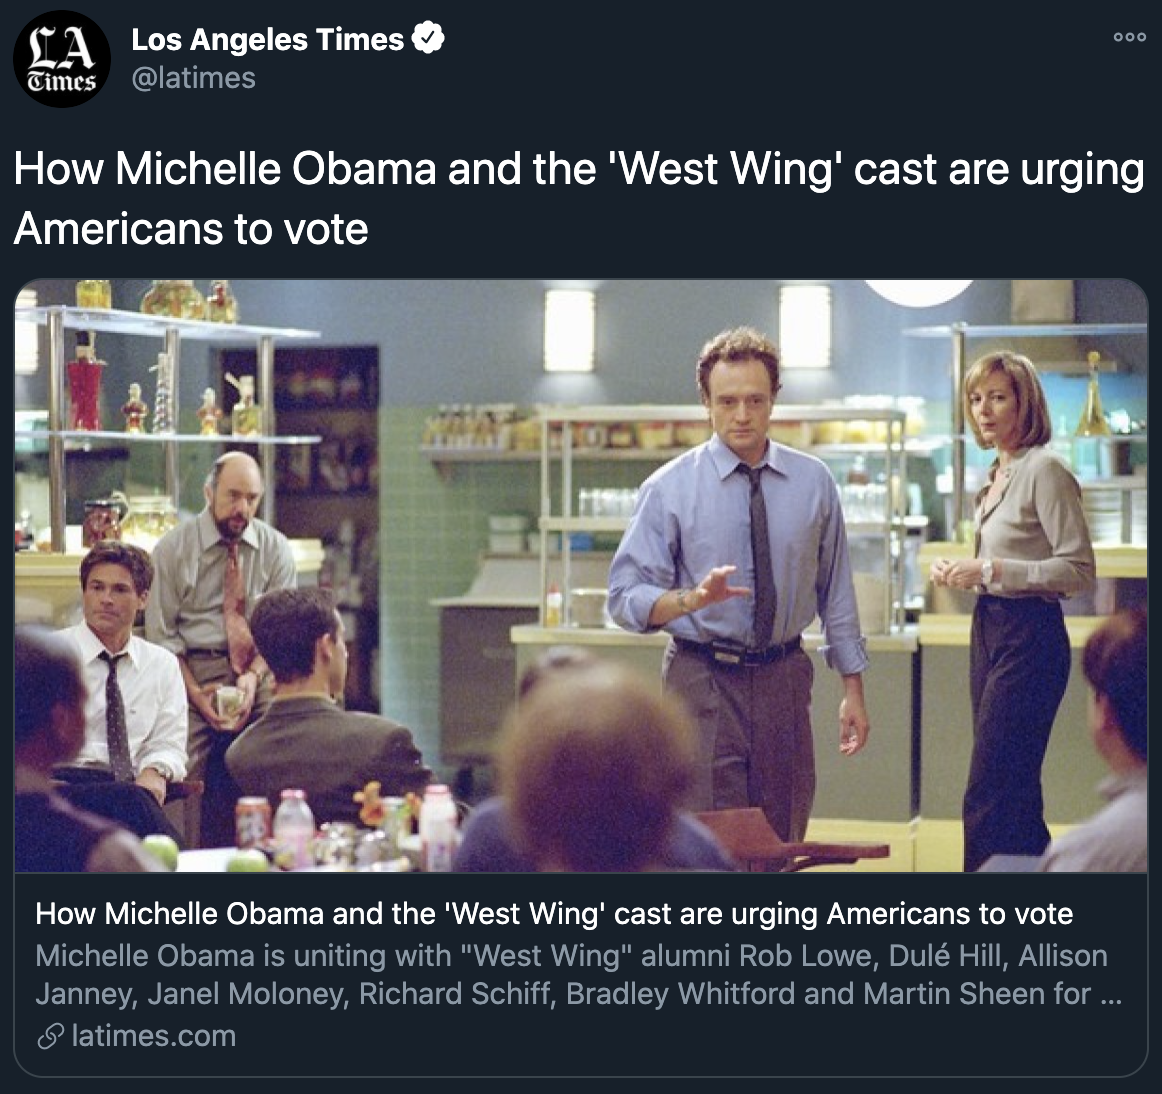 LA
Times
Los Angeles Times
@latimes
How Michelle Obama and the 'West Wing' cast are urging
Americans to vote
How Michelle Obama and the 'West Wing' cast are urging Americans to vote
Michelle Obama is uniting with "West Wing" alumni Rob Lowe, Dulé Hill, Allison
Janney, Janel Moloney, Richard Schiff, Bradley Whitford and Martin Sheen for ...
latimes.com